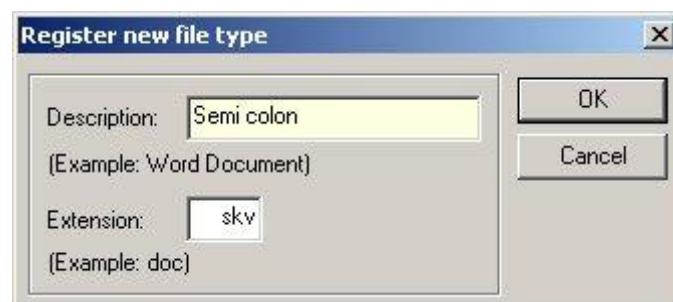 Register new file type
Description: Semi colon
OK
(Example: Word Document)
Cancel
Extension: skv
(Example: doc)